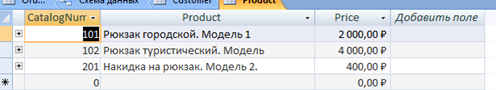 Схема данных Customer Product
CatalogNum Product Price Добавить поле
101 Рюкзак городской. Модель 1 2 000,00 ₽
102 Рюкзак туристический. Модель 4 000,00 ₽
201 Накидка на рюкзак. Модель 2. 400,00 ₽
0 0,00 ₽